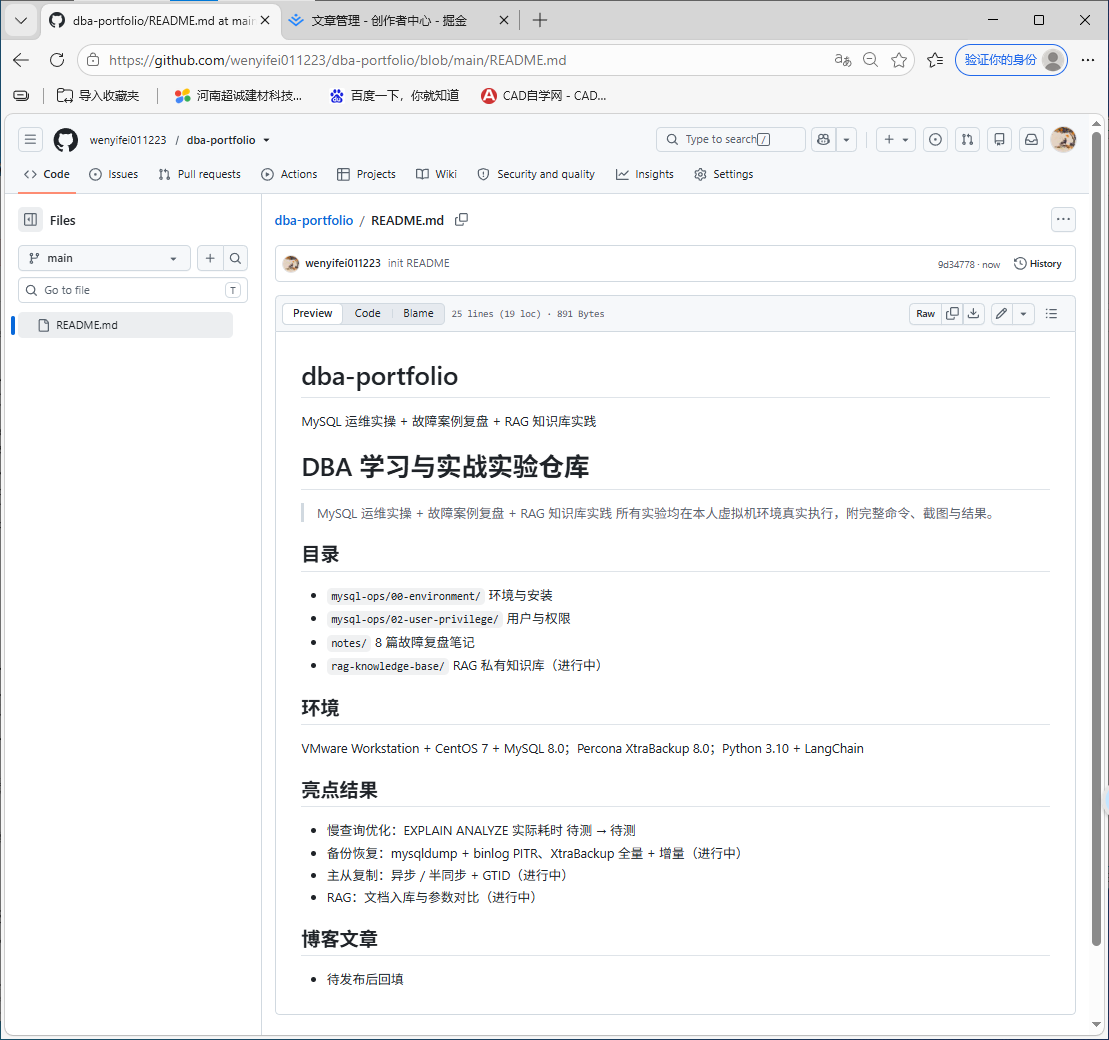 dba-portfolio/README.md at main
文章管理 - 创作者中心 - 掘金
https://github.com/wenyifei011223/dba-portfolio/blob/main/README.md
验证你的身份
导入收藏夹
河南超诚建材科技...
百度一下，你就知道
CAD自学网 - CAD...
wenyifei011223 / dba-portfolio
Type to search /
Code
Issues
Pull requests
Actions
Projects
Wiki
Security and quality
Insights
Settings
Files
main
Go to file
T
README.md
dba-portfolio / README.md
wenyifei011223 init README
9d34778 · now
History
Preview
Code
Blame
25 lines (19 loc) · 891 Bytes
Raw
dba-portfolio
MySQL 运维实操 + 故障案例复盘 + RAG 知识库实践
DBA 学习与实战实验仓库
MySQL 运维实操 + 故障案例复盘 + RAG 知识库实践 所有实验均在本人虚拟机环境真实执行，附完整命令、截图与结果。
目录
mysql-ops/00-environment/ 环境与安装
mysql-ops/02-user-privilege/ 用户与权限
notes/ 8 篇故障复盘笔记
rag-knowledge-base/ RAG 私有知识库（进行中）
环境
VMware Workstation + CentOS 7 + MySQL 8.0；Percona XtraBackup 8.0；Python 3.10 + LangChain
亮点结果
慢查询优化：EXPLAIN ANALYZE 实际耗时 待测 → 待测
备份恢复：mysqldump + binlog PITR、XtraBackup 全量 + 增量（进行中）
主从复制：异步 / 半同步 + GTID（进行中）
RAG：文档入库与参数对比（进行中）
博客文章
待发布后回填